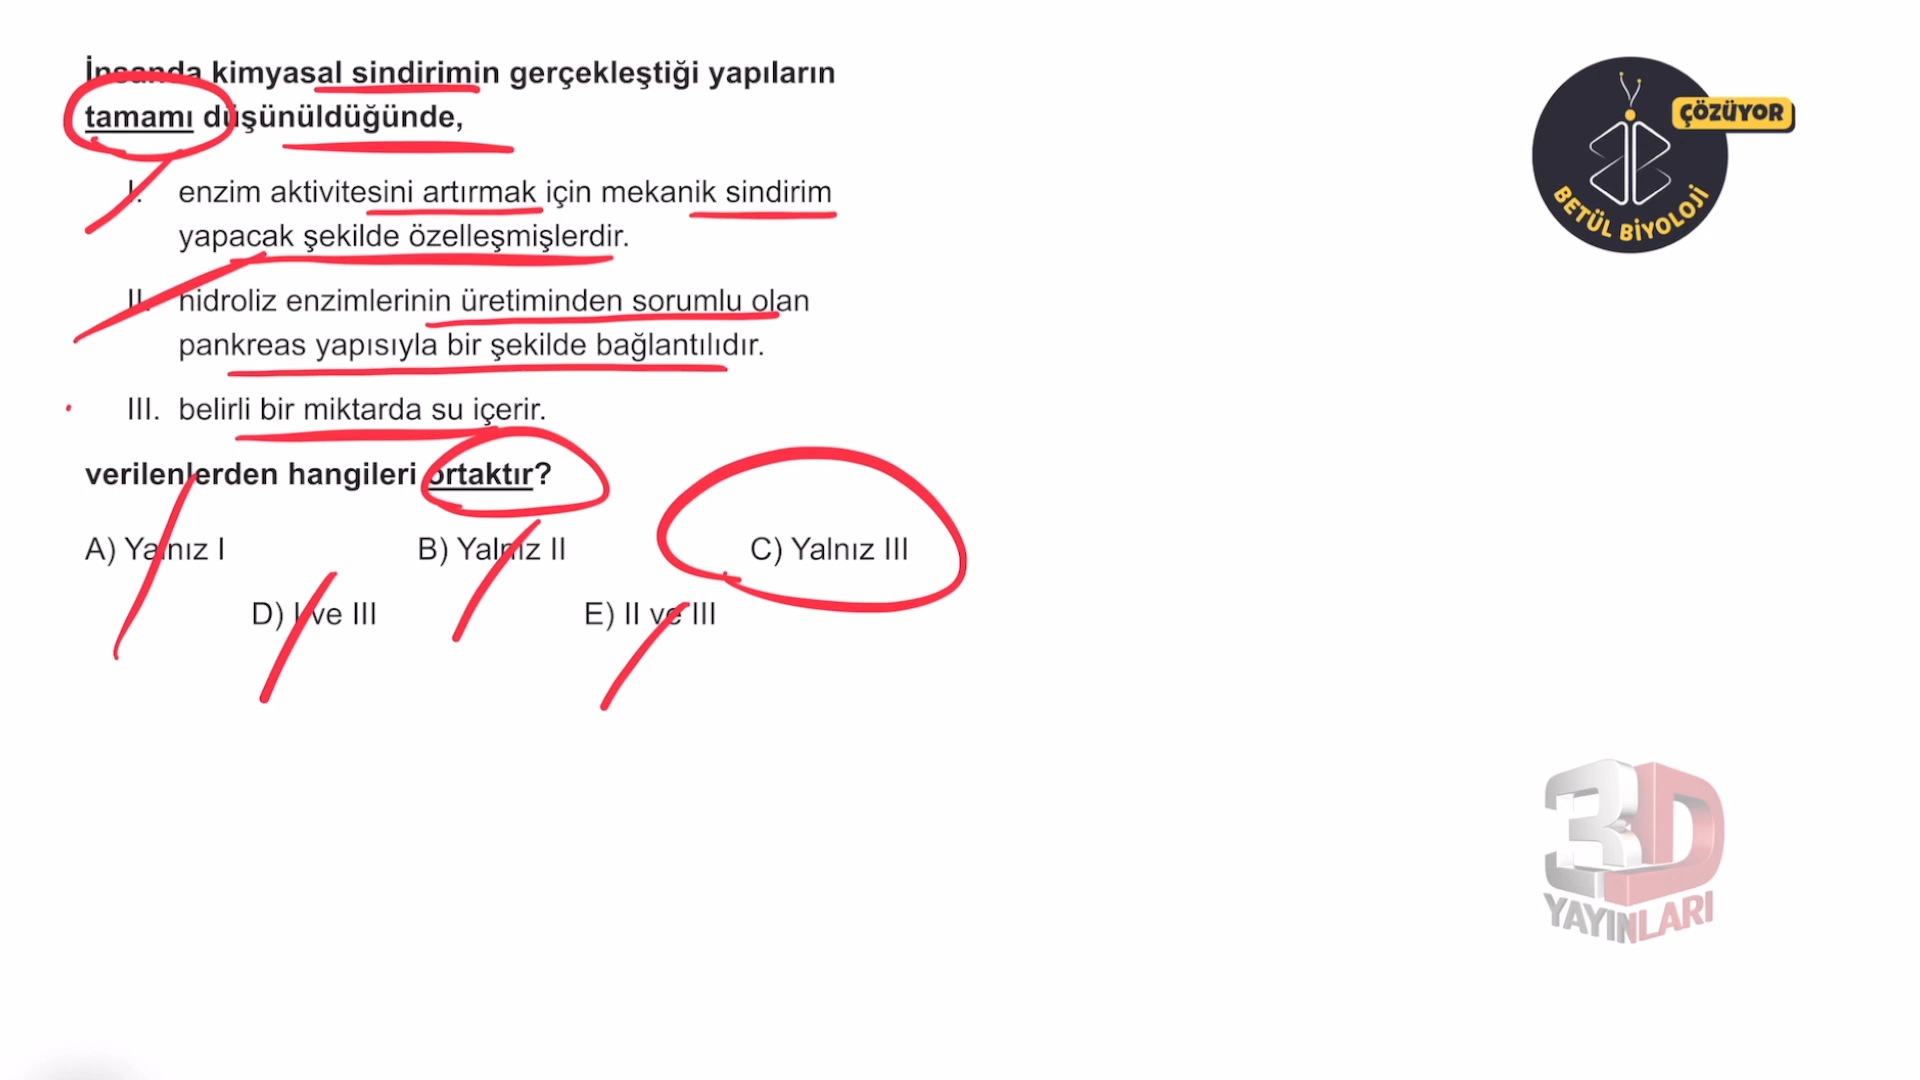 İnsanda kimyasal sindirimin gerçekleştiği yapıların
tamamı düşünüldüğünde,
I. enzim aktivitesini artırmak için mekanik sindirim
yapacak şekilde özelleşmişlerdir.
II. hidroliz enzimlerinin üretiminden sorumlu olan
pankreas yapısıyla bir şekilde bağlantılıdır.
III. belirli bir miktarda su içerir.
verilenlerden hangileri ortaktır?
A) Yalnız I B) Yalnız II C) Yalnız III
D) I ve III E) II ve III
ÇÖZÜYOR
BETÜL BİYOLOJİ
3D
YAYINLARI